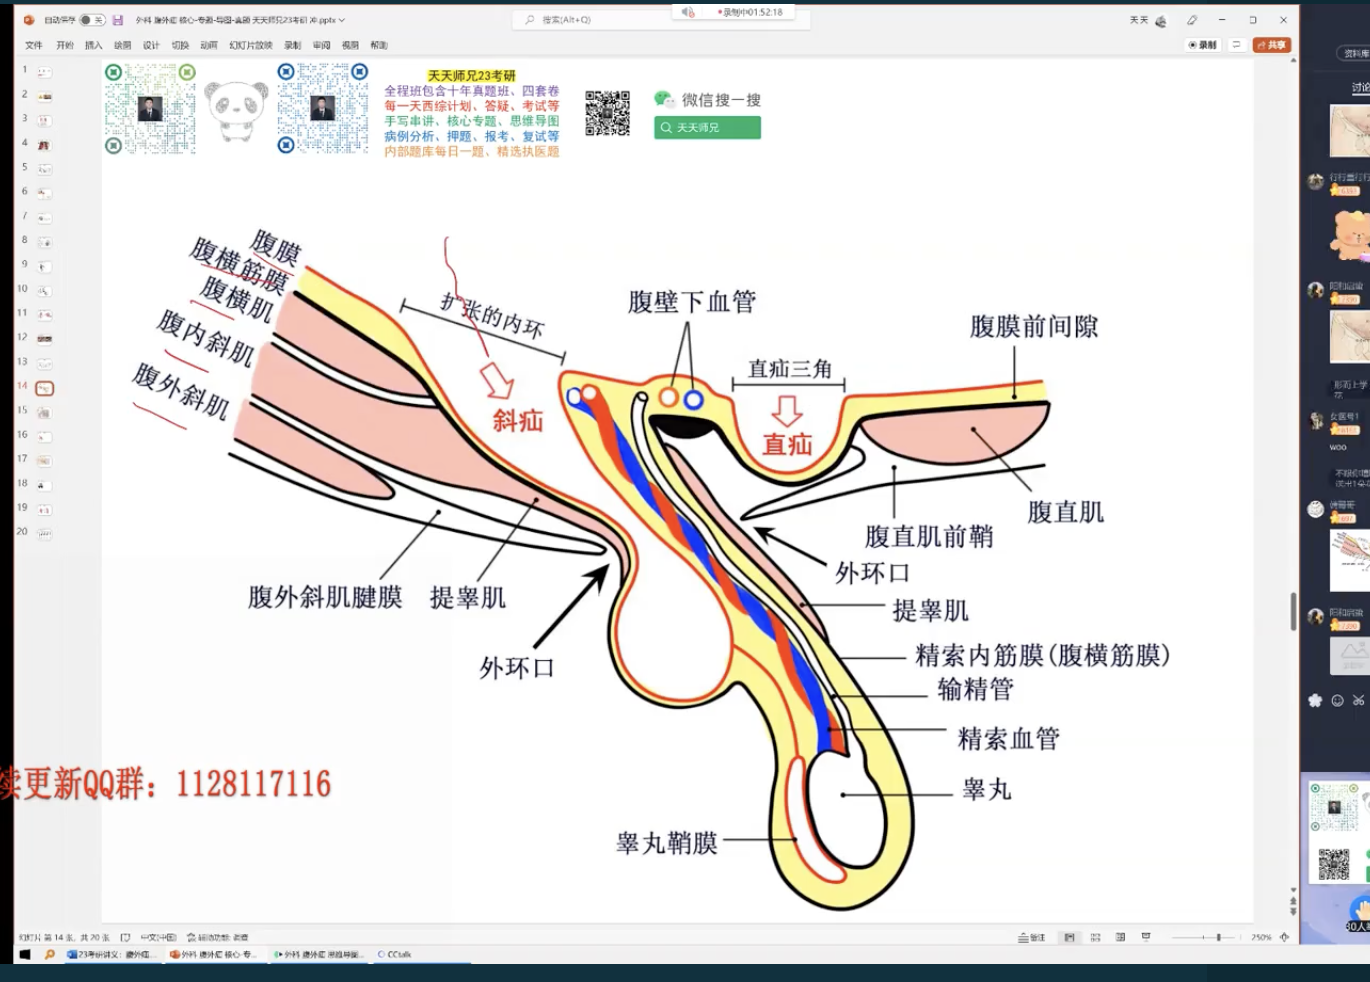 自动保存 关
外科 腹外疝 核心-专题-导图-真题 天天师兄23考研
搜索(Alt+Q)
录制中01:52:18
天天
文件 开始 插入 绘图 设计 切换 动画 幻灯片放映 录制 审阅 视图 帮助
录制
共享
天天师兄23考研
全程班包含十年真题班、四套卷
每一天西综计划、答疑、考试等
手写串讲、核心专题、思维导图
病例分析、押题、报考、复试等
内部题库每日一题、精选执医题
微信搜一搜
天天师兄
1
2
3
4
5
6
7
8
9
10
11
12
13
14
15
16
17
18
19
20
腹膜
腹横筋膜
腹横肌
腹内斜肌
腹外斜肌
扩张的内环
斜疝
腹壁下血管
直疝三角
直疝
腹膜前间隙
腹直肌
腹直肌前鞘
外环口
提睾肌
腹外斜肌腱膜
提睾肌
外环口
精索内筋膜(腹横筋膜)
输精管
精索血管
睾丸
睾丸鞘膜
续更新QQ群：1128117116
woo
幻灯片 第 14 张，共 20 张
中文(中国)
备注
250%
23考研讲义：腹外疝...
外科 腹外疝 核心-专...
外科 腹外疝 思维导图...
CCtalk